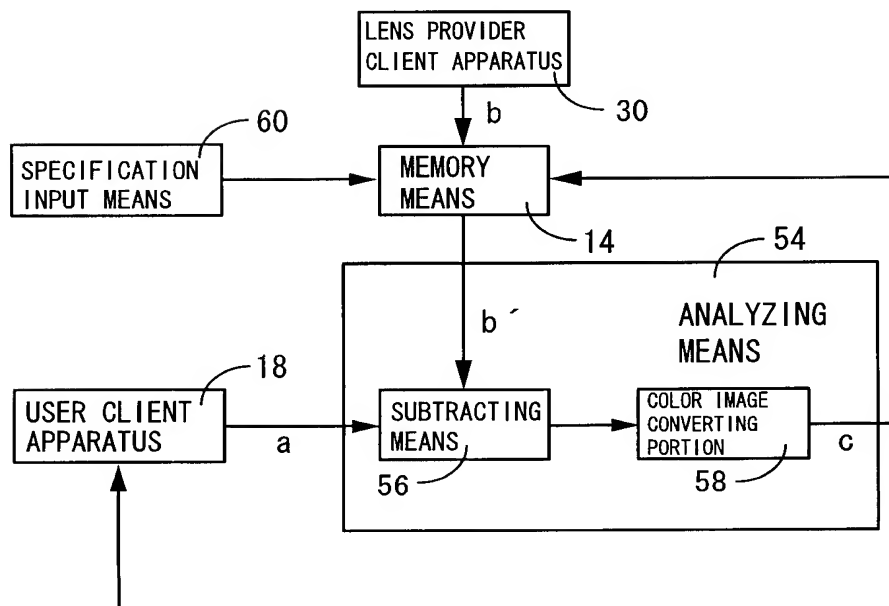 LENS PROVIDER
CLIENT APPARATUS
30
b
60
SPECIFICATION
INPUT MEANS
MEMORY
MEANS
14
54
b´
ANALYZING
MEANS
18
USER CLIENT
APPARATUS
a
SUBTRACTING
MEANS
56
COLOR IMAGE
CONVERTING
PORTION
58
c